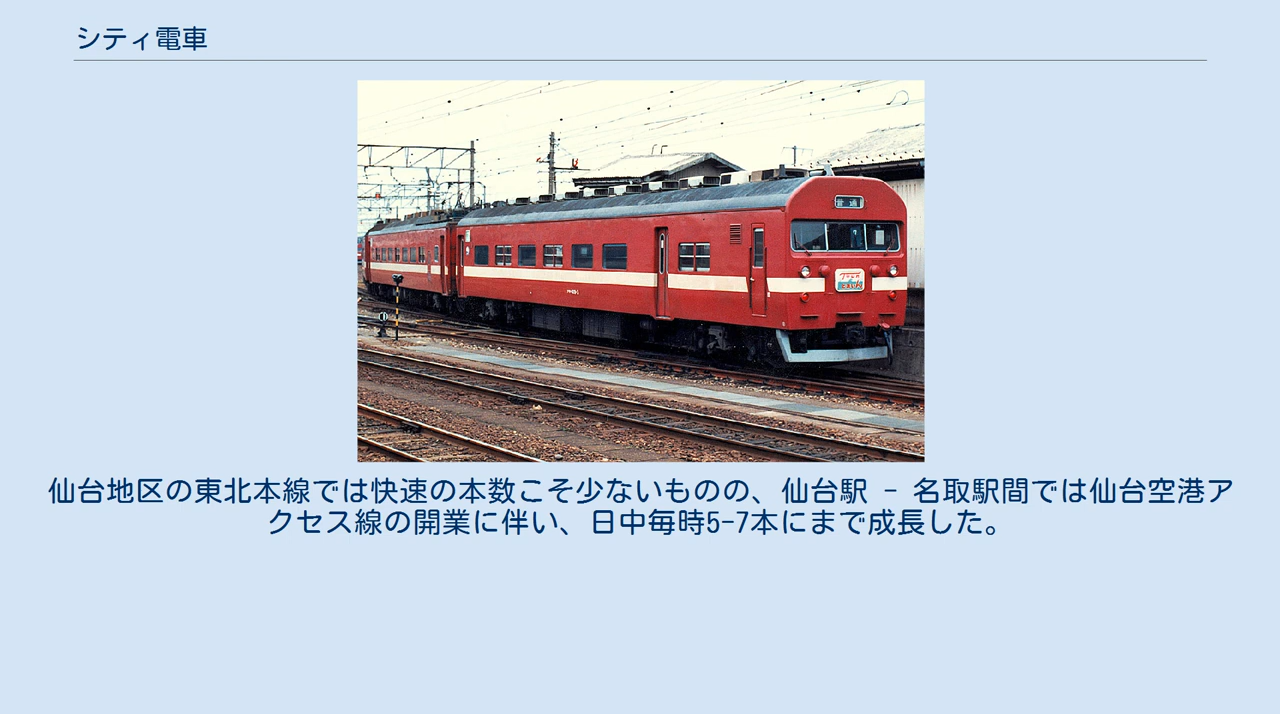 シティ電車
普通
仙台地区の東北本線では快速の本数こそ少ないものの、仙台駅 - 名取駅間では仙台空港ア
クセス線の開業に伴い、日中毎時5-7本にまで成長した。